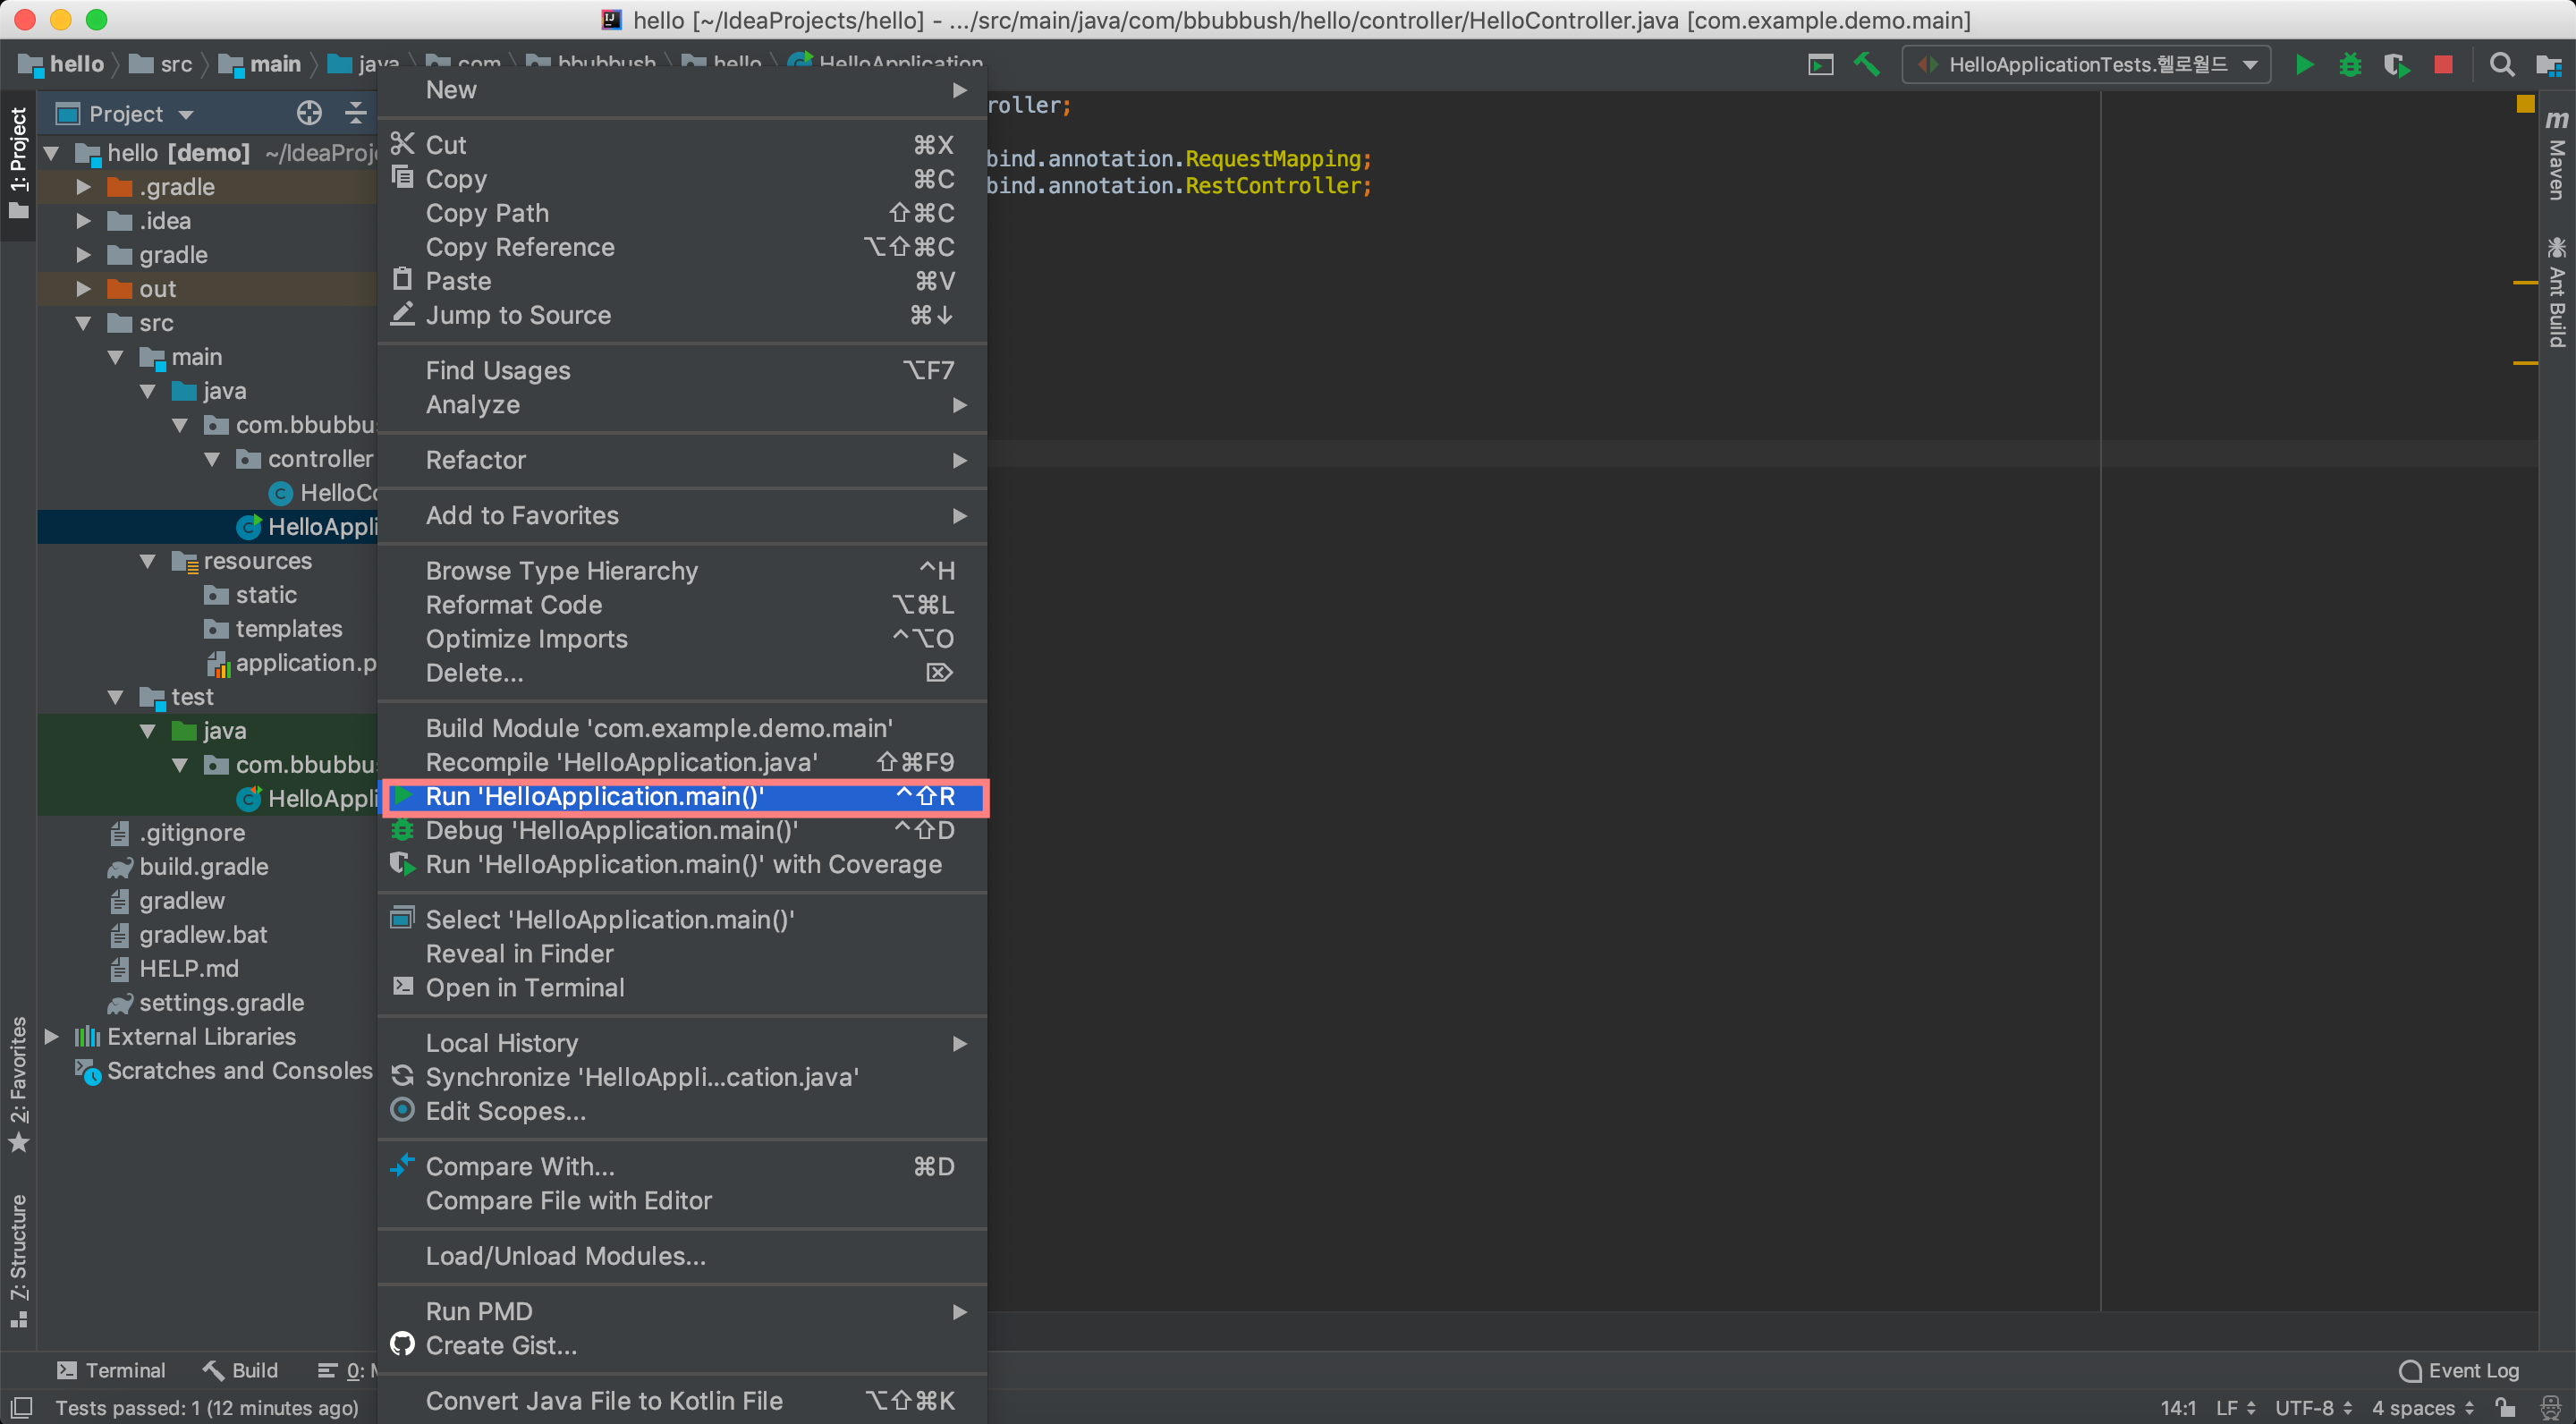 hello [~/IdeaProjects/hello] - .../src/main/java/com/bbubbush/hello/controller/HelloController.java [com.example.demo.main]
hello src main java com bbubbush hello HelloApplication
HelloApplicationTests.헬로월드
1: Project
Project
hello [demo] ~/IdeaProj
.gradle
.idea
gradle
out
src
main
java
com.bbubbu
controller
HelloCo
HelloAppli
resources
static
templates
application.p
test
java
com.bbubbu
HelloAppli
.gitignore
build.gradle
gradlew
gradlew.bat
HELP.md
settings.gradle
External Libraries
Scratches and Consoles
2: Favorites
7: Structure
New
Cut ⌘X
Copy ⌘C
Copy Path ⇧⌘C
Copy Reference ⌥⇧⌘C
Paste ⌘V
Jump to Source ⌘↓
Find Usages ⌥F7
Analyze
Refactor
Add to Favorites
Browse Type Hierarchy ^H
Reformat Code ⌥⌘L
Optimize Imports ^⌥O
Delete... ⌦
Build Module 'com.example.demo.main'
Recompile 'HelloApplication.java' ⇧⌘F9
Run 'HelloApplication.main()' ^⇧R
Debug 'HelloApplication.main()' ^⇧D
Run 'HelloApplication.main()' with Coverage
Select 'HelloApplication.main()'
Reveal in Finder
Open in Terminal
Local History
Synchronize 'HelloAppli...cation.java'
Edit Scopes...
Compare With... ⌘D
Compare File with Editor
Load/Unload Modules...
Run PMD
Create Gist...
Convert Java File to Kotlin File ⌥⇧⌘K
roller;
bind.annotation.RequestMapping;
bind.annotation.RestController;
m Maven
Ant Build
Terminal Build 0: M
Event Log
Tests passed: 1 (12 minutes ago)
14:1 LF UTF-8 4 spaces